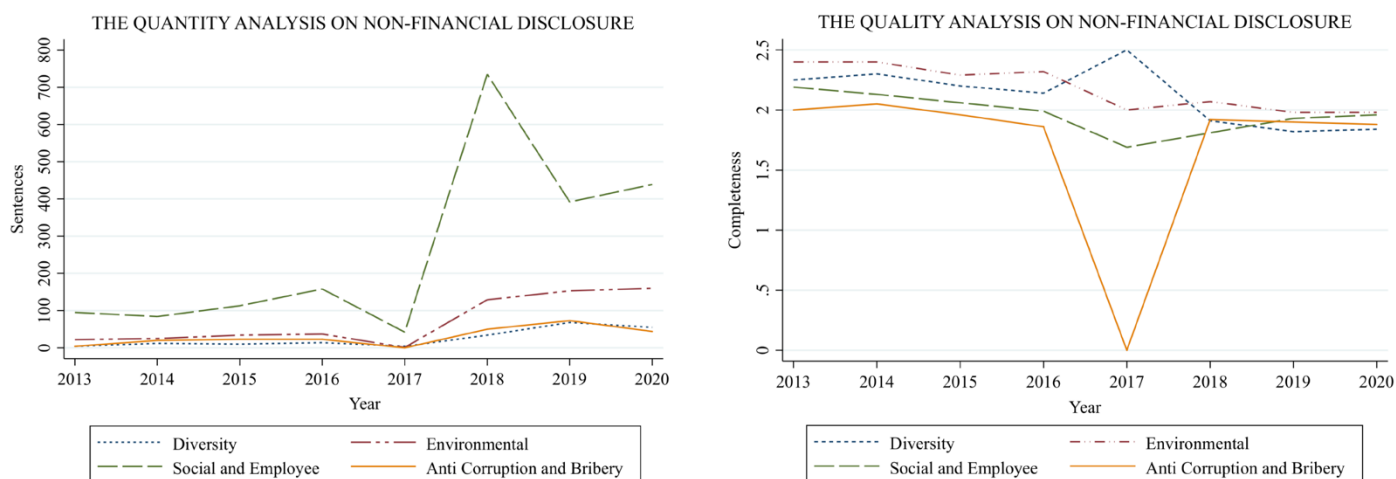 THE QUANTITY ANALYSIS ON NON-FINANCIAL DISCLOSURE
800
700
600
500
400
300
200
100
0
Sentences
2013 2014 2015 2016 2017 2018 2019 2020
Year
Diversity Environmental
Social and Employee Anti Corruption and Bribery
THE QUALITY ANALYSIS ON NON-FINANCIAL DISCLOSURE
2.5
2
1.5
1
.5
0
Completeness
2013 2014 2015 2016 2017 2018 2019 2020
Year
Diversity Environmental
Social and Employee Anti Corruption and Bribery